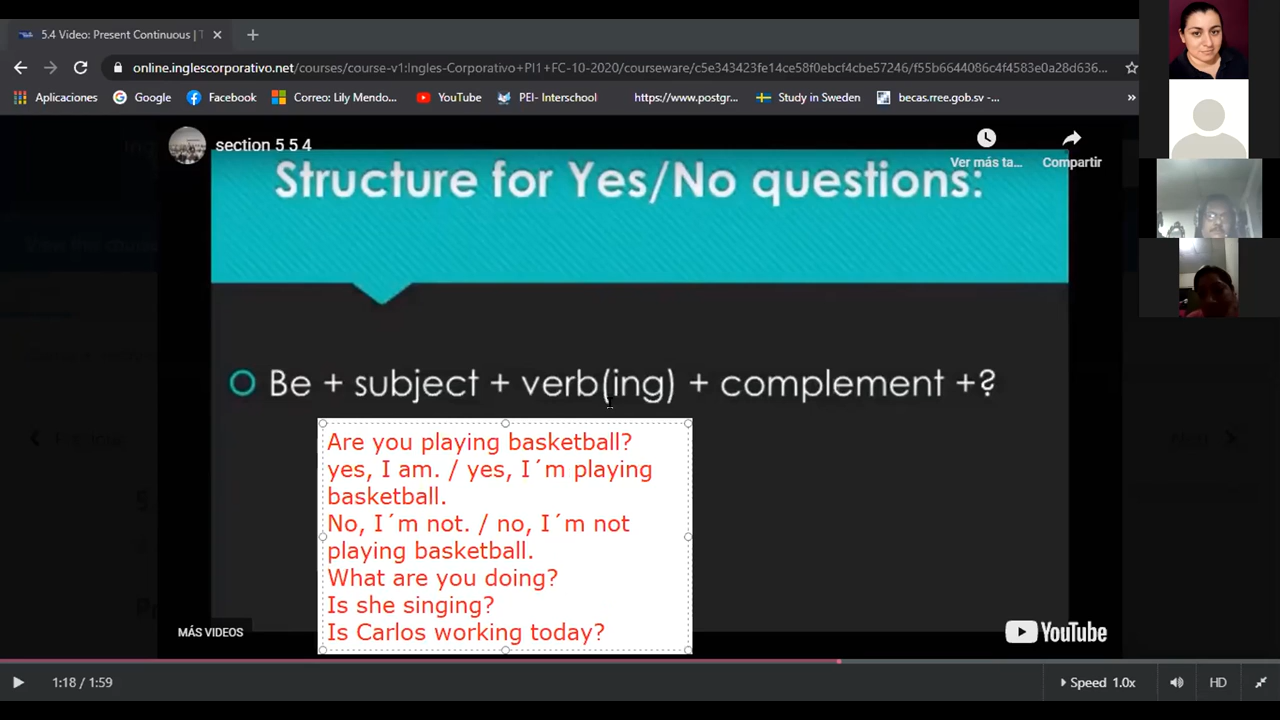 5.4 Video: Present Continuous | T
online.inglescorporativo.net/courses/course-v1:Ingles-Corporativo+PI1+FC-10-2020/courseware/c5e343423fe14ce58f0ebcf4cbe57246/f55b6644086c4f4583e0a28d636...
Aplicaciones Google Facebook Correo: Lily Mendo... YouTube PEI- Interschool https://www.postgr... Study in Sweden becas.rree.gob.sv -... »
section 5 5 4
Ver más ta... Compartir
Structure for Yes/No questions:
Be + subject + verb(ing) + complement +?
Are you playing basketball?
yes, I am. / yes, I´m playing
basketball.
No, I´m not. / no, I´m not
playing basketball.
What are you doing?
Is she singing?
Is Carlos working today?
MÁS VIDEOS
YouTube
1:18 / 1:59
Speed 1.0x
HD